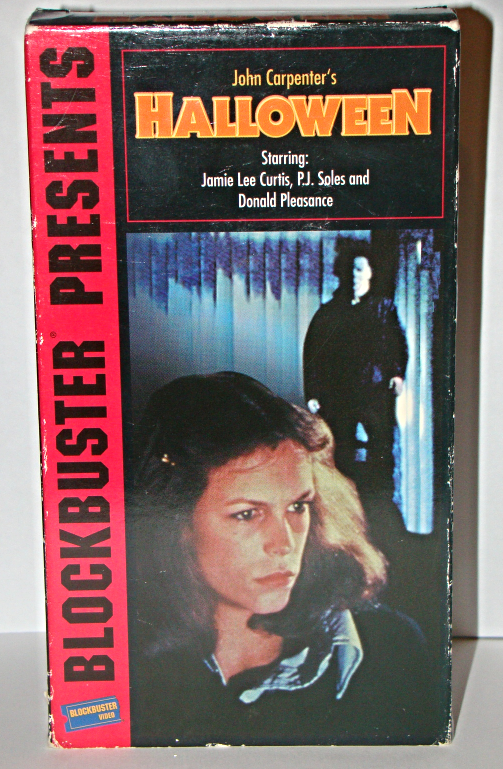 BLOCKBUSTER® PRESENTS
John Carpenter's
HALLOWEEN
Starring:
Jamie Lee Curtis, P.J. Soles and
Donald Pleasance
BLOCKBUSTER
VIDEO